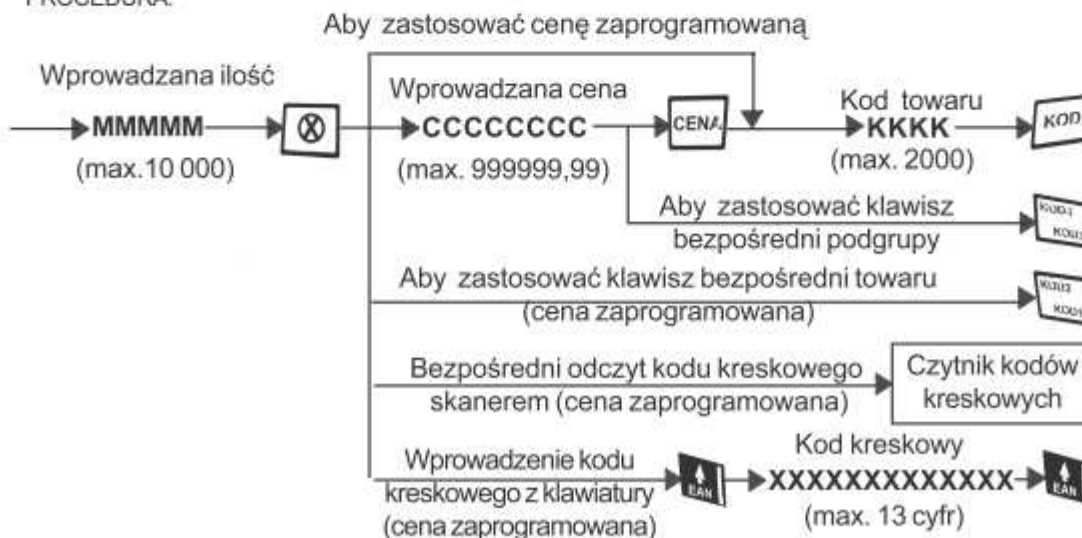 PROCEDURA:
Aby zastosować cenę zaprogramowaną
Wprowadzana ilość
MMMMM
(max.10 000)
Wprowadzana cena
CCCCCCCC
(max. 999999,99)
CENA
Kod towaru
KKKK
(max. 2000)
KOD
Aby zastosować klawisz
bezpośredni podgrupy
Aby zastosować klawisz bezpośredni towaru
(cena zaprogramowana)
Bezpośredni odczyt kodu kreskowego
skanerem (cena zaprogramowana)
Czytnik kodów
kreskowych
Wprowadzenie kodu
kreskowego z klawiatury
(cena zaprogramowana)
EAN
Kod kreskowy
XXXXXXXXXXXXX
(max. 13 cyfr)
EAN